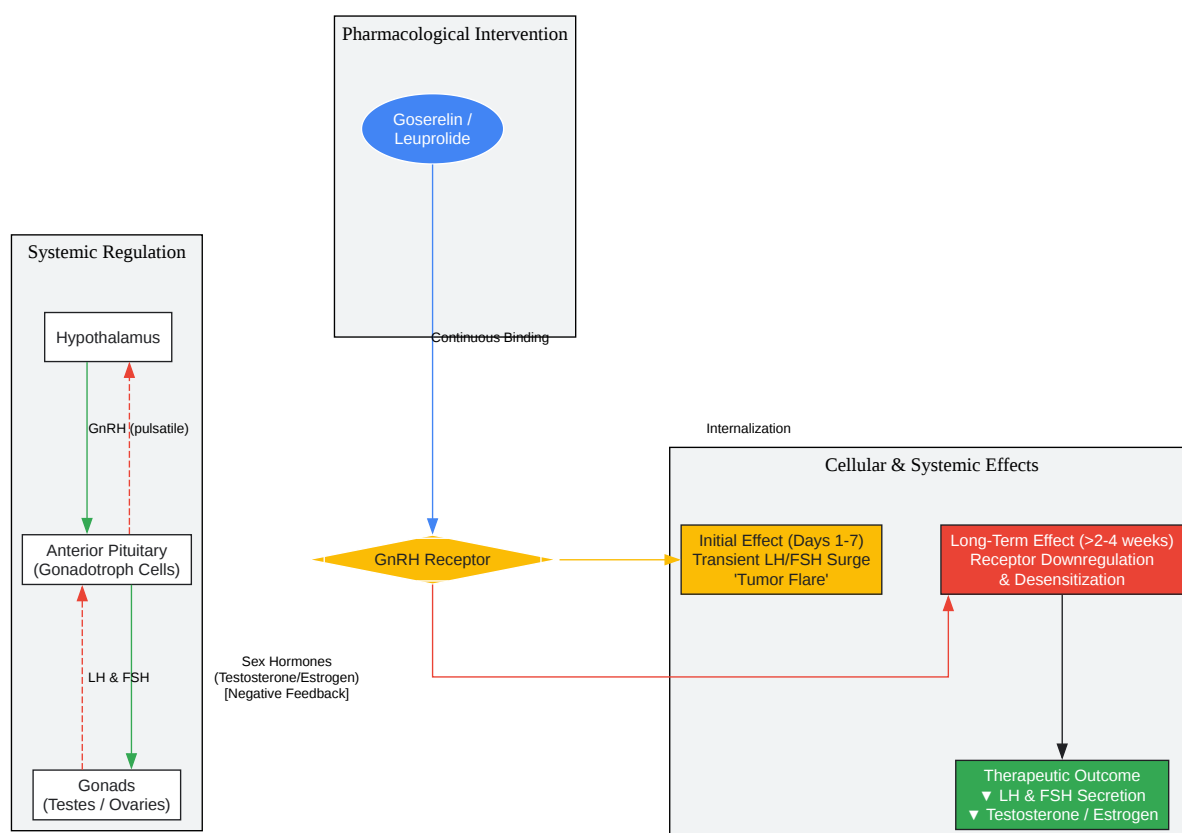 Pharmacological Intervention
Goserelin /
Leuprolide
Continuous Binding
Systemic Regulation
Hypothalamus
GnRH (pulsatile)
Anterior Pituitary
(Gonadotroph Cells)
LH & FSH
Gonads
(Testes / Ovaries)
Sex Hormones
(Testosterone/Estrogen)
[Negative Feedback]
GnRH Receptor
Internalization
Cellular & Systemic Effects
Initial Effect (Days 1-7)
Transient LH/FSH Surge
'Tumor Flare'
Long-Term Effect (>2-4 weeks)
Receptor Downregulation
& Desensitization
Therapeutic Outcome
▼ LH & FSH Secretion
▼ Testosterone / Estrogen